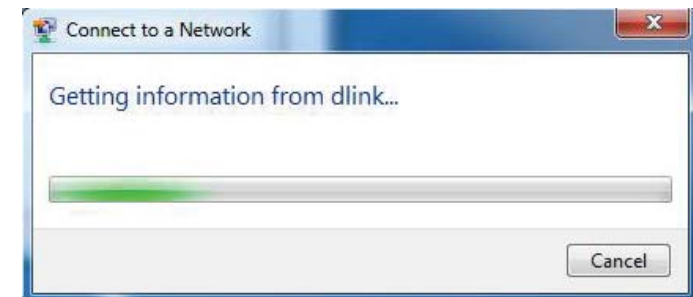 Connect to a Network
Getting information from dlink...
Cancel